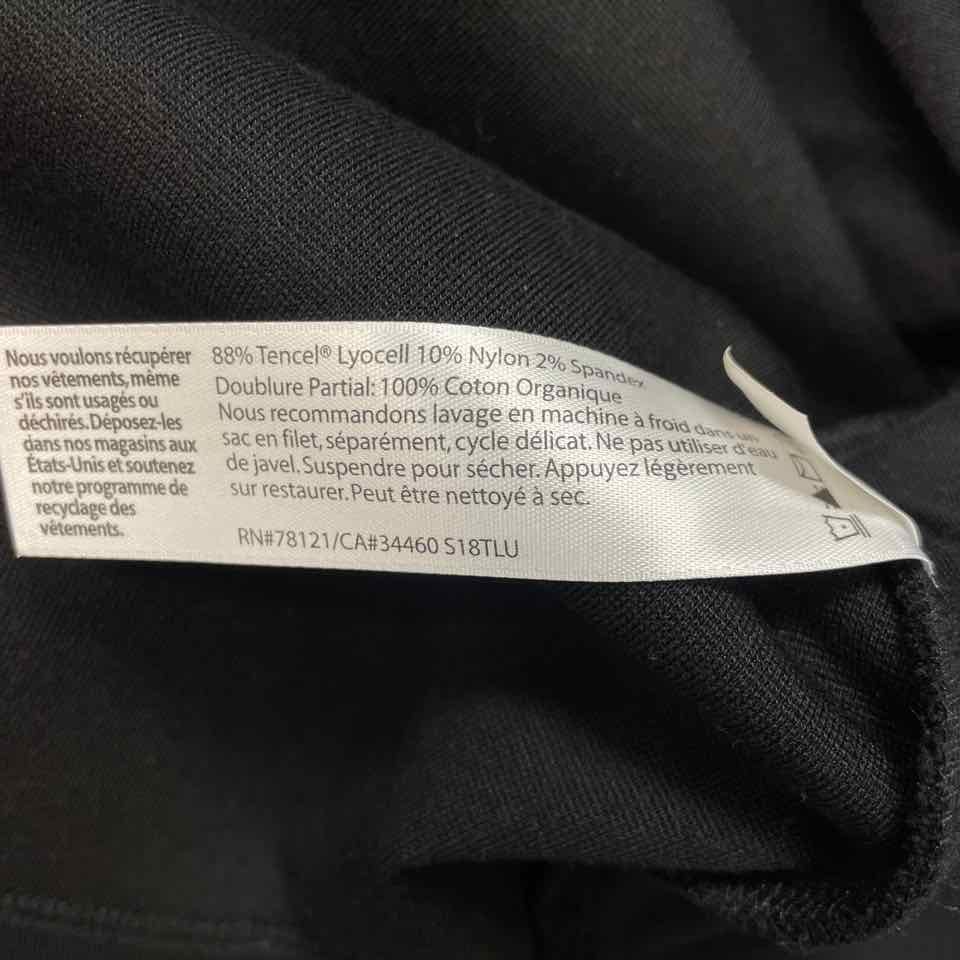 Nous voulons récupérer
nos vêtements, même
s'ils sont usagés ou
déchirés. Déposez-les
dans nos magasins aux
États-Unis et soutenez
notre programme de
recyclage des
vêtements.
88% Tencel® Lyocell 10% Nylon 2% Spandex
Doublure Partial: 100% Coton Organique
Nous recommandons lavage en machine à froid dans un
sac en filet, séparément, cycle délicat. Ne pas utiliser d'eau
de javel. Suspendre pour sécher. Appuyez légèrement
sur restaurer. Peut être nettoyé à sec.
RN#78121/CA#34460 S18TLU